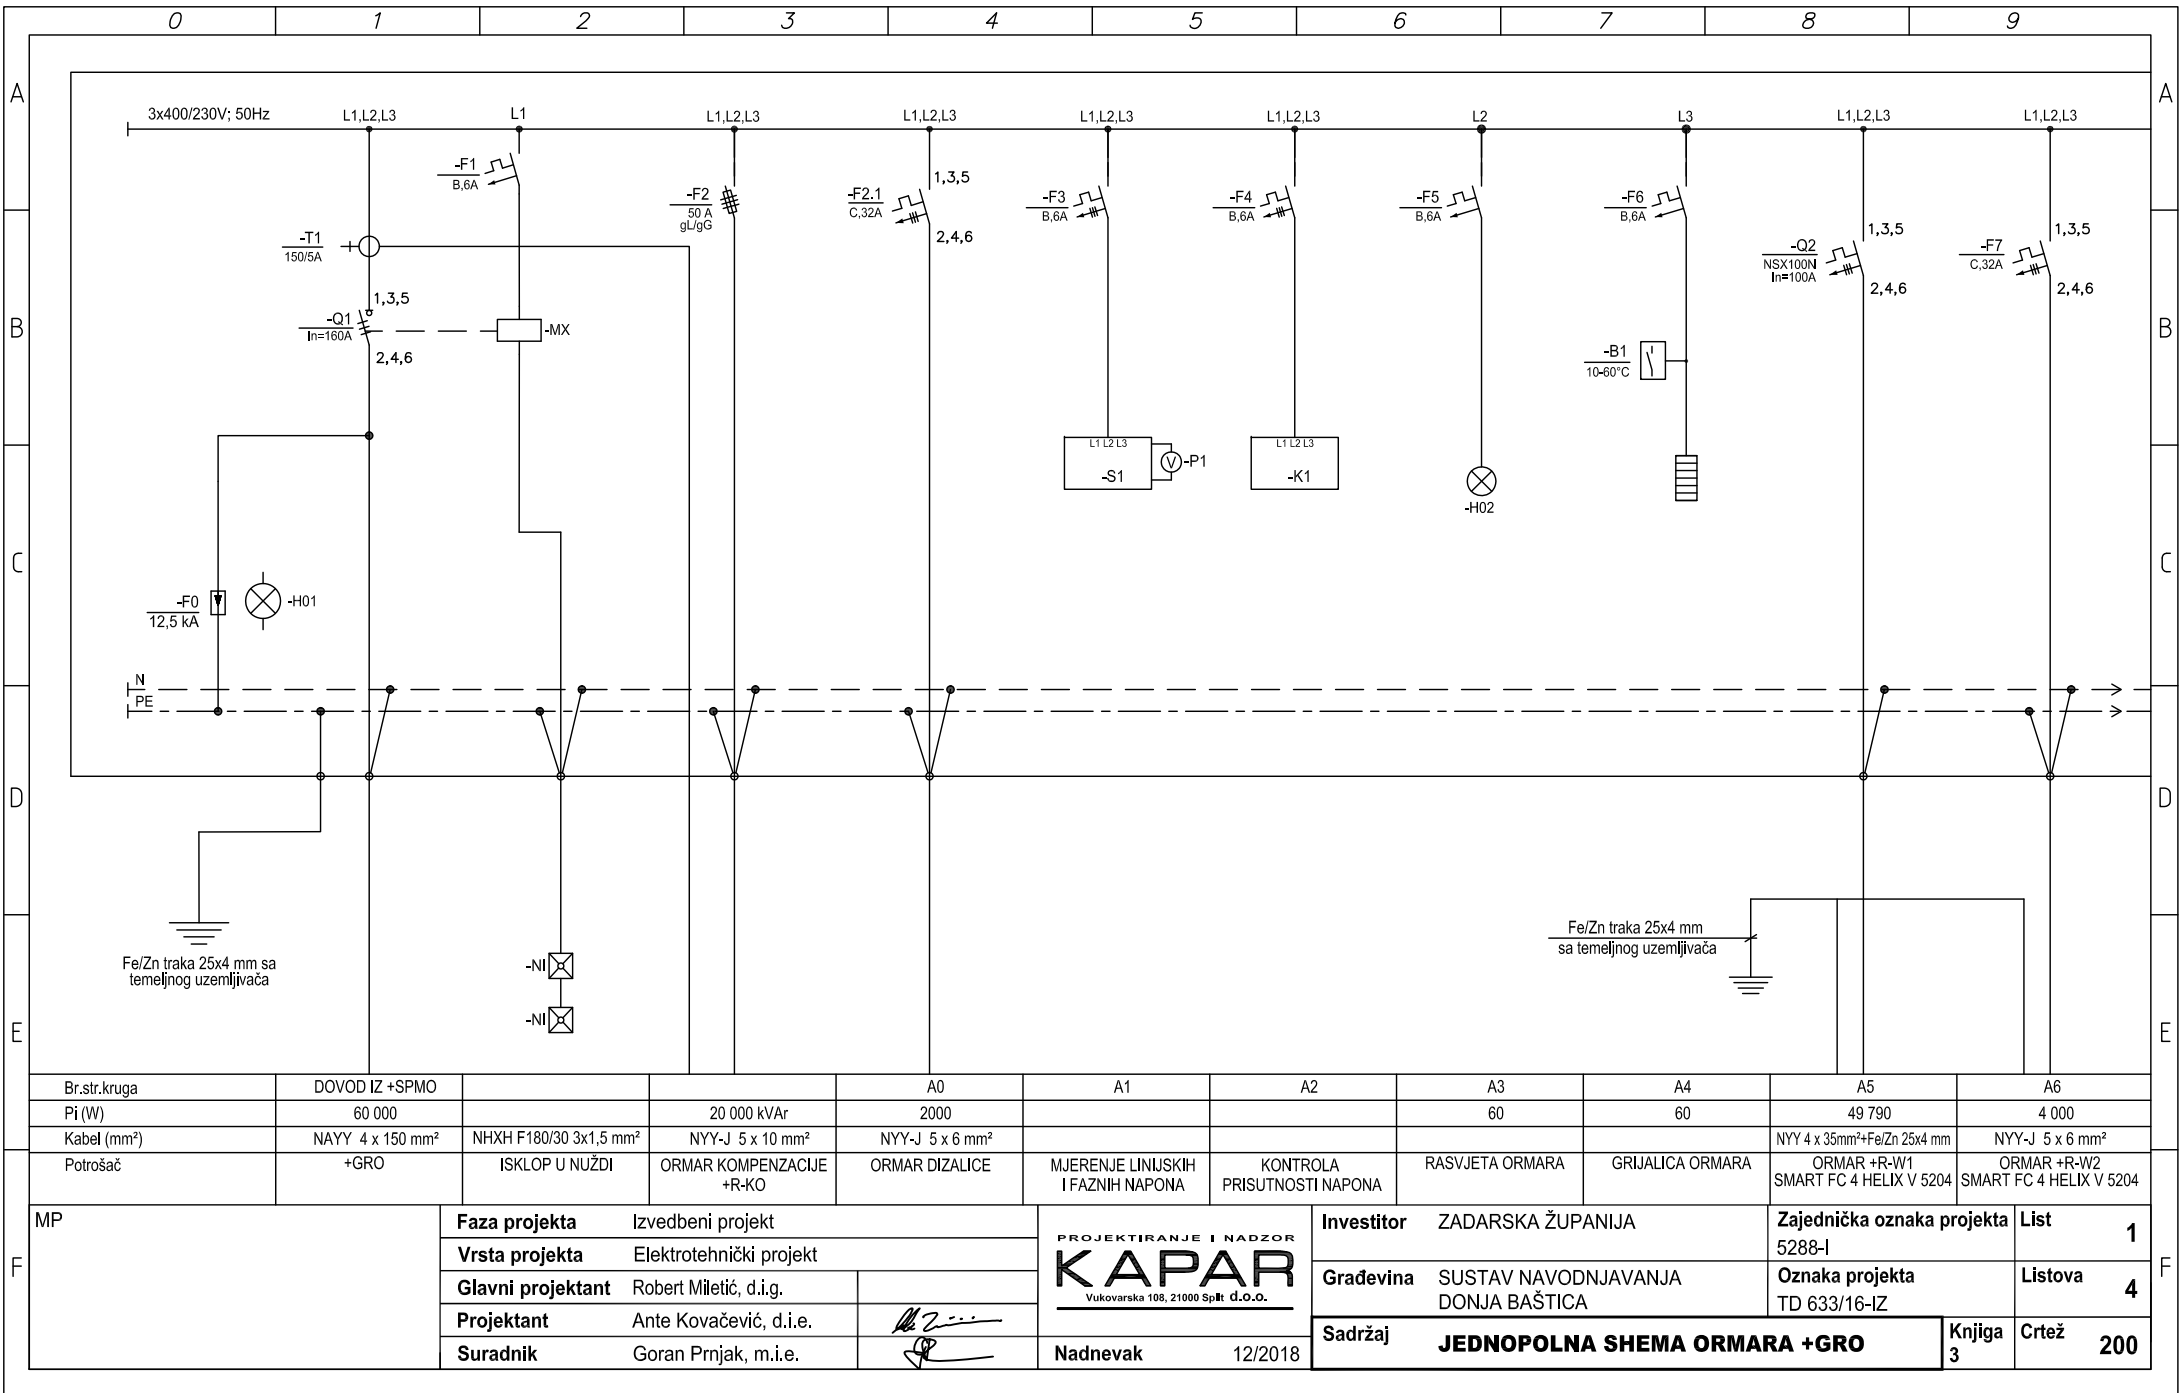 0 1 2 3 4 5 6 7 8 9
A A
3x400/230V; 50Hz L1,L2,L3 L1 L1,L2,L3 L1,L2,L3 L1,L2,L3 L1,L2,L3 L2 L3 L1,L2,L3 L1,L2,L3
-F1
B,6A
-F2
50 A
gL/gG
-F2.1
C,32A
1,3,5
2,4,6
-F3
B,6A
-F4
B,6A
-F5
B,6A
-F6
B,6A
-Q2
NSX100N
In=100A
1,3,5
2,4,6
-F7
C,32A
1,3,5
2,4,6
-T1
150/5A
B B
-Q1
In=160A
1,3,5
2,4,6
-MX
-B1
10-60°C
L1 L2 L3
-S1
V
-P1
L1 L2 L3
-K1
-H02
C C
-F0
12,5 kA
-H01
N
PE
D D
Fe/Zn traka 25x4 mm sa
temeljnog uzemljivača
-NI
-NI
Fe/Zn traka 25x4 mm
sa temeljnog uzemljivača
E E
Br.str.kruga DOVOD IZ +SPMO A0 A1 A2 A3 A4 A5 A6
Pi (W) 60 000 20 000 kVAr 2000 60 60 49 790 4 000
Kabel (mm²) NAYY 4 x 150 mm² NHXH F180/30 3x1,5 mm² NYY-J 5 x 10 mm² NYY-J 5 x 6 mm² NYY 4 x 35mm²+Fe/Zn 25x4 mm NYY-J 5 x 6 mm²
Potrošač +GRO ISKLOP U NUŽDI ORMAR KOMPENZACIJE
+R-KO
ORMAR DIZALICE
MJERENJE LINIJSKIH
I FAZNIH NAPONA
KONTROLA
PRISUTNOSTI NAPONA
RASVJETA ORMARA
GRIJALICA ORMARA
ORMAR +R-W1
SMART FC 4 HELIX V 5204
ORMAR +R-W2
SMART FC 4 HELIX V 5204
F F
MP
Faza projekta Izvedbeni projekt
Vrsta projekta Elektrotehnički projekt
Glavni projektant Robert Miletić, d.i.g.
Projektant Ante Kovačević, d.i.e.
Suradnik Goran Prnjak, m.i.e.
PROJEKTIRANJE I NADZOR
KAPAR
Vukovarska 108, 21000 Split d.o.o.
Nadnevak 12/2018
Investitor ZADARSKA ŽUPANIJA
Građevina SUSTAV NAVODNJAVANJA
DONJA BAŠTICA
Sadržaj JEDNOPOLNA SHEMA ORMARA +GRO
Zajednička oznaka projekta
5288-I
Oznaka projekta
TD 633/16-IZ
List 1
Listova 4
Knjiga
3
Crtež 200